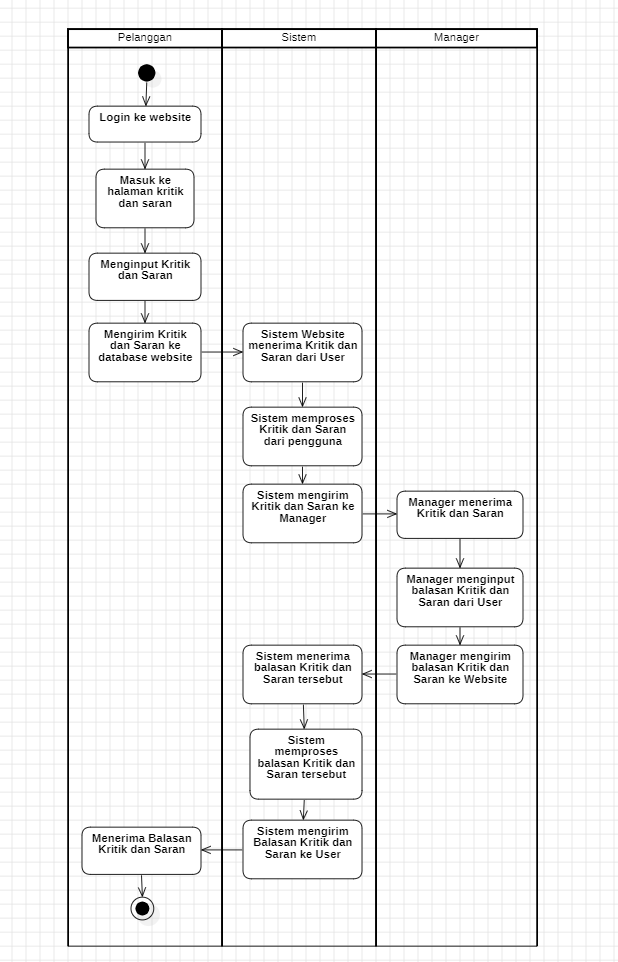 Pelanggan
Sistem
Manager
Login ke website
Masuk ke
halaman kritik
dan saran
Menginput Kritik
dan Saran
Mengirim Kritik
dan Saran ke
database website
Sistem Website
menerima Kritik dan
Saran dari User
Sistem memproses
Kritik dan Saran
dari pengguna
Sistem mengirim
Kritik dan Saran ke
Manager
Manager menerima
Kritik dan Saran
Manager menginput
balasan Kritik dan
Saran dari User
Manager mengirim
balasan Kritik dan
Saran ke Website
Sistem menerima
balasan Kritik dan
Saran tersebut
Sistem
memproses
balasan Kritik dan
Saran tersebut
Sistem mengirim
Balasan Kritik dan
Saran ke User
Menerima Balasan
Kritik dan Saran